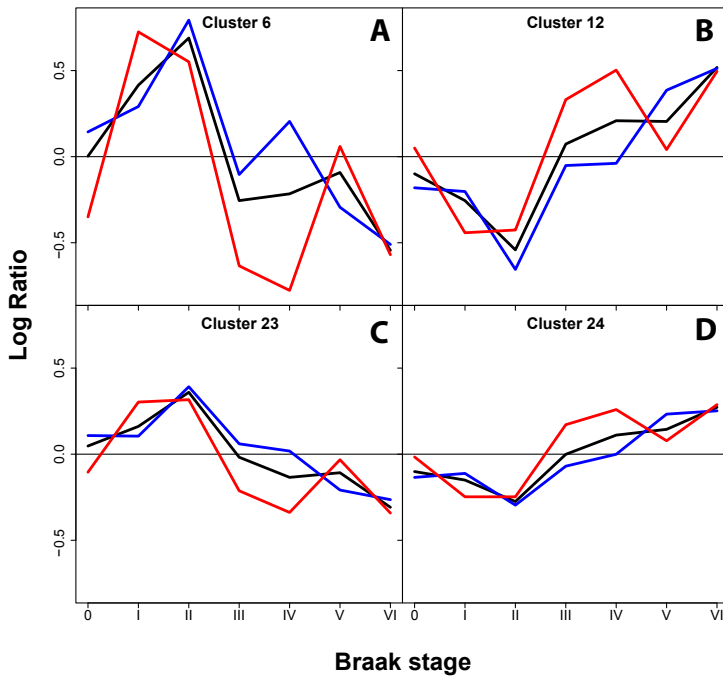 Cluster 6
A
Cluster 12
B
0.5
0.0
−0.5
Log Ratio
Cluster 23
C
Cluster 24
D
0.5
0.0
−0.5
0 I II III IV V VI
0 I II III IV V VI
Braak stage